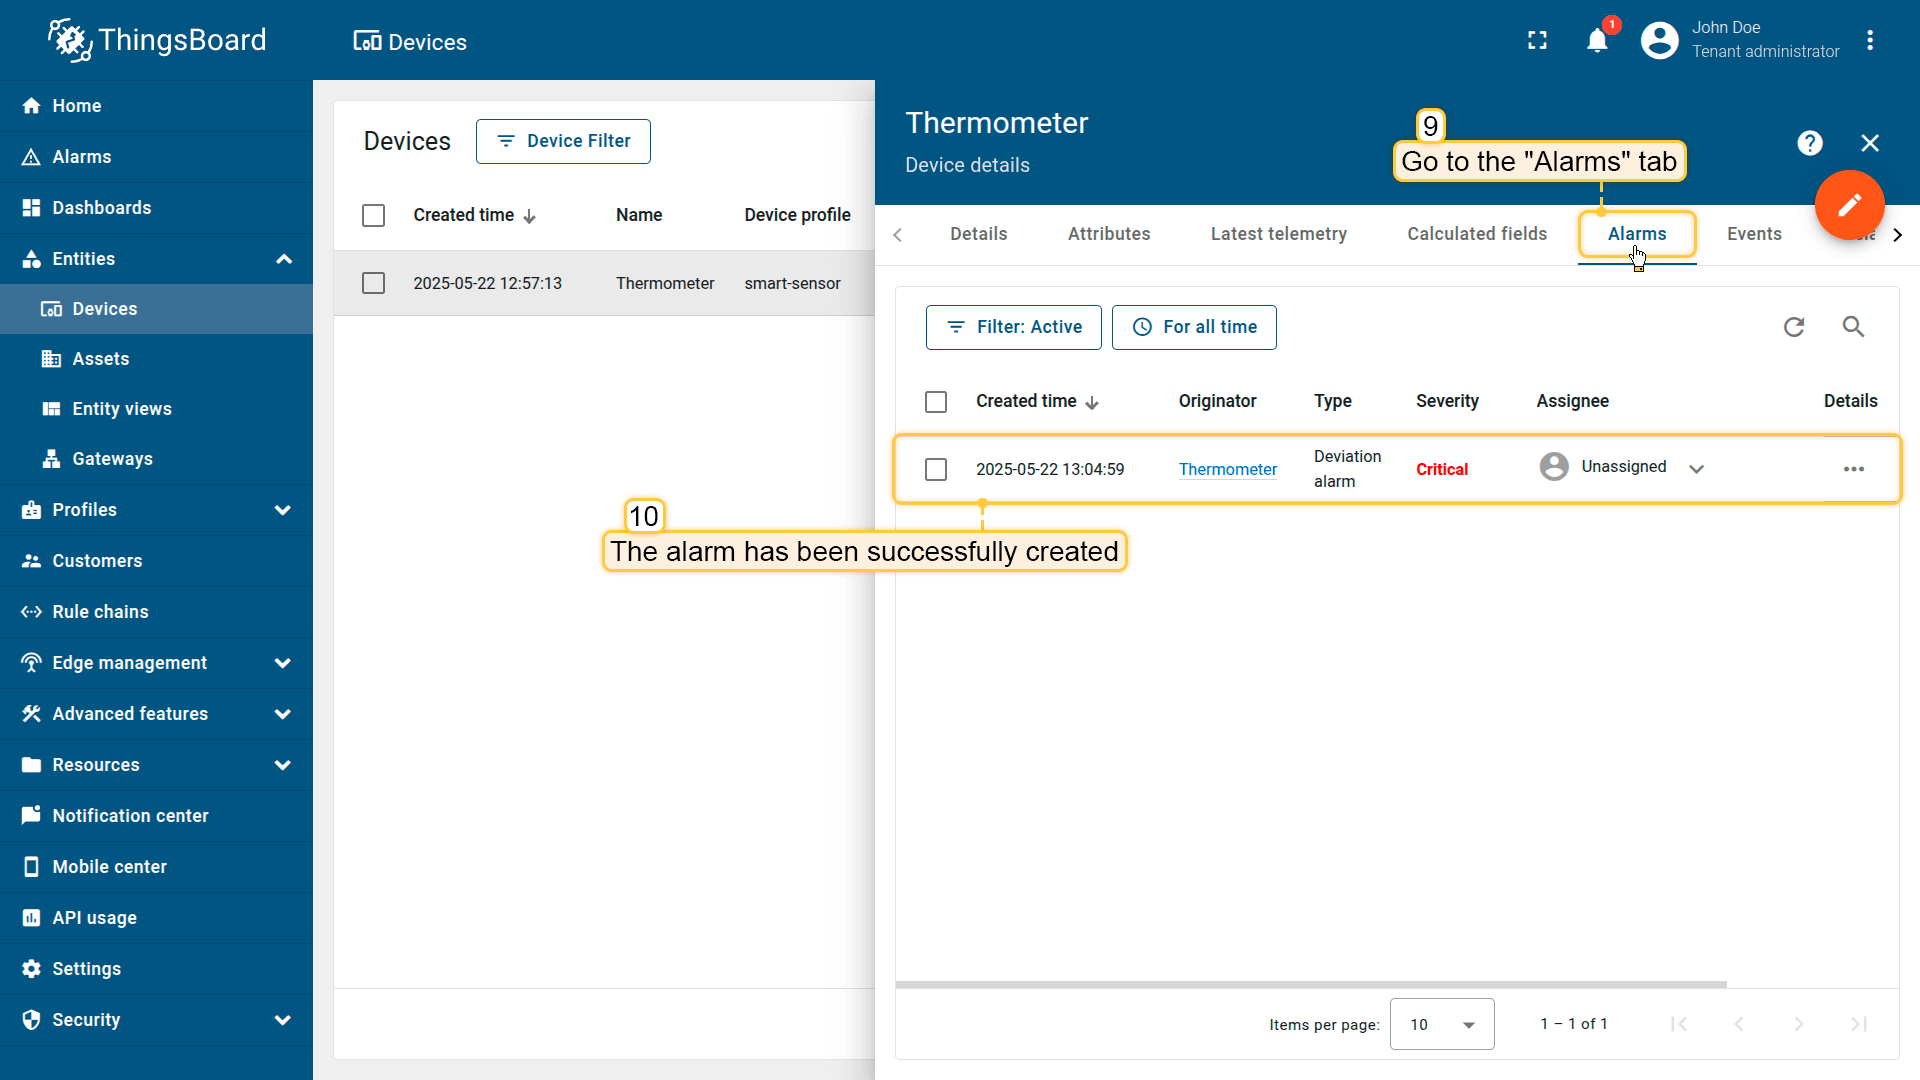 ThingsBoard
Devices
1
John Doe
Tenant administrator
Home
Alarms
Dashboards
Entities
Devices
Assets
Entity views
Gateways
Profiles
Customers
Rule chains
Edge management
Advanced features
Resources
Notification center
Mobile center
API usage
Settings
Security
Devices
Device Filter
Created time
Name
Device profile
2025-05-22 12:57:13
Thermometer
smart-sensor
Thermometer
Device details
9
Go to the "Alarms" tab
Details
Attributes
Latest telemetry
Calculated fields
Alarms
Events
Filter: Active
For all time
Created time
Originator
Type
Severity
Assignee
Details
2025-05-22 13:04:59
Thermometer
Deviation
alarm
Critical
Unassigned
10
The alarm has been successfully created
Items per page:
10
1 – 1 of 1